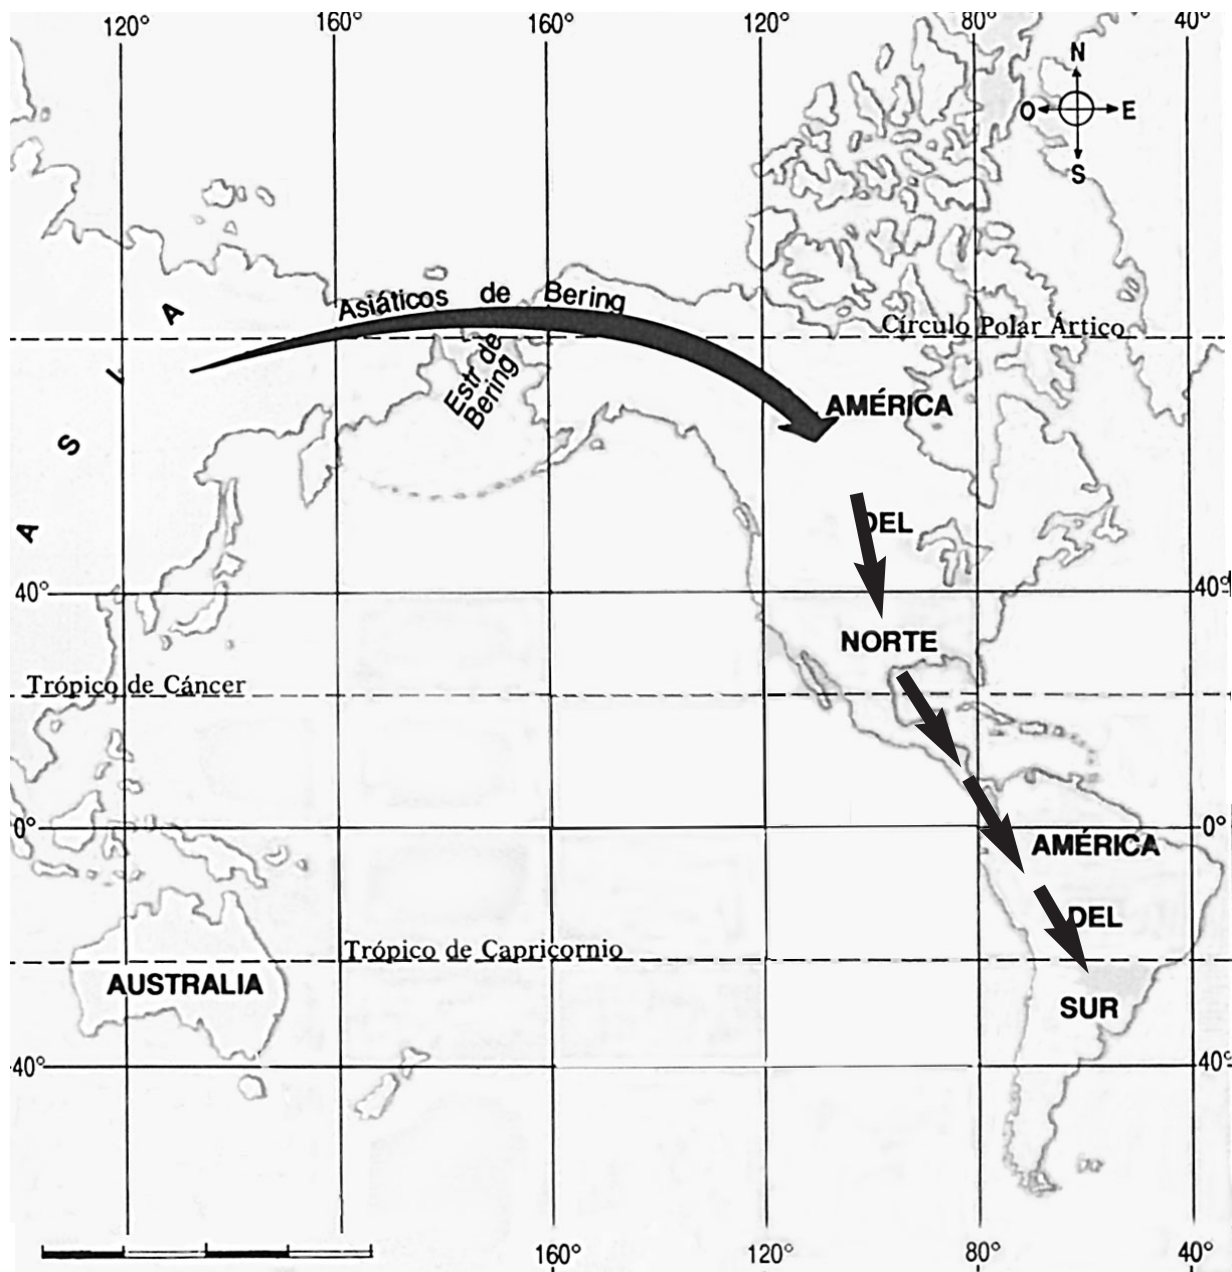 120° 160° 160° 120° 80° 40°
N
O E
S
Asiáticos de Bering
Círculo Polar Ártico
Estr. de
Bering
A S I A
AMÉRICA
DEL
NORTE
40° 40°
Trópico de Cáncer
0° 0°
AMÉRICA
DEL
SUR
Trópico de Capricornio
AUSTRALIA
40° 40°
160° 120° 80° 40°